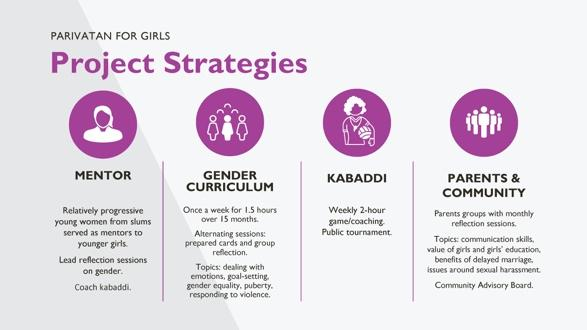 PARIVATAN FOR GIRLS
Project Strategies
MENTOR
Relatively progressive
young women from slums
served as mentors to
younger girls.
Lead reflection sessions
on gender.
Coach kabaddi.
GENDER
CURRICULUM
Once a week for 1.5 hours
over 15 months.
Alternating sessions:
prepared cards and group
reflection.
Topics: dealing with
emotions, goal-setting,
gender equality, puberty,
responding to violence.
KABADDI
Weekly 2-hour
game/coaching.
Public tournament.
PARENTS &
COMMUNITY
Parents groups with monthly
reflection sessions.
Topics: communication skills,
value of girls and girls’ education,
benefits of delayed marriage,
issues around sexual harassment.
Community Advisory Board.